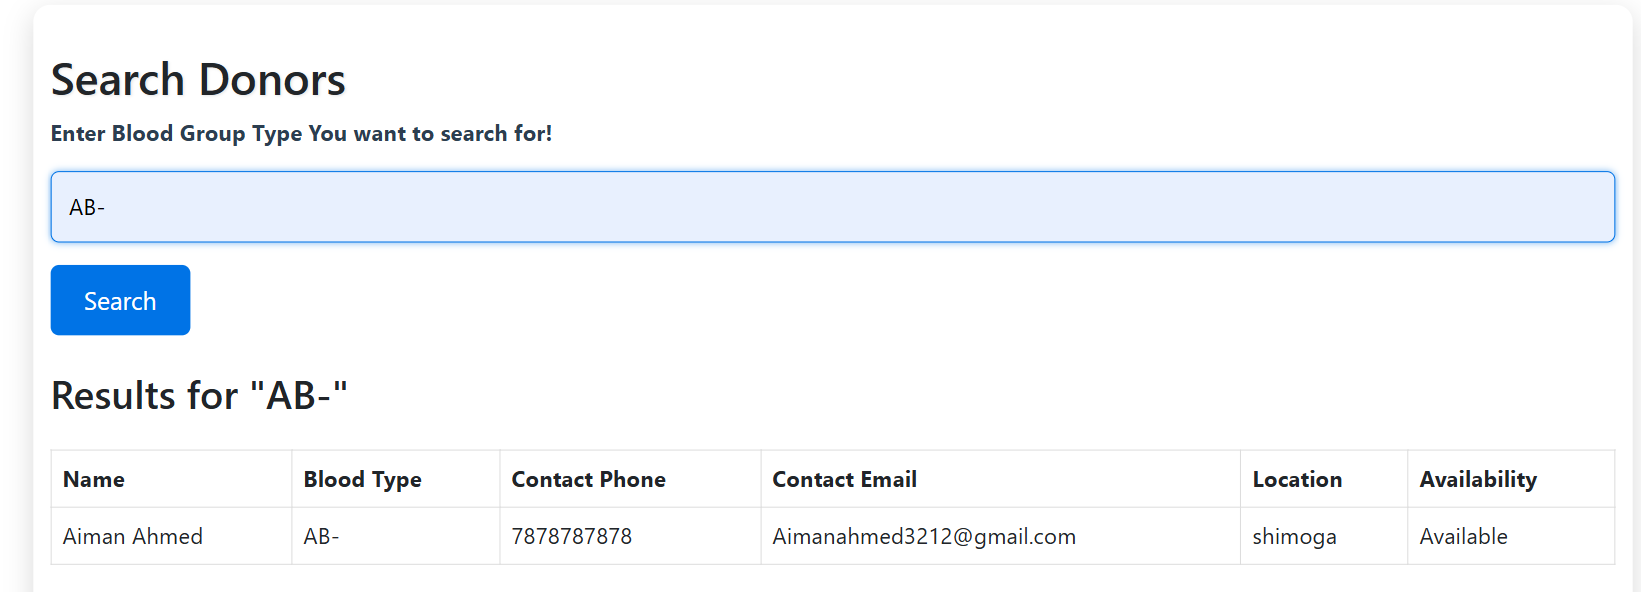 Search Donors
Enter Blood Group Type You want to search for!
AB-
Search
Results for "AB-"
Name Blood Type Contact Phone Contact Email Location Availability
Aiman Ahmed AB- 7878787878 Aimanahmed3212@gmail.com shimoga Available